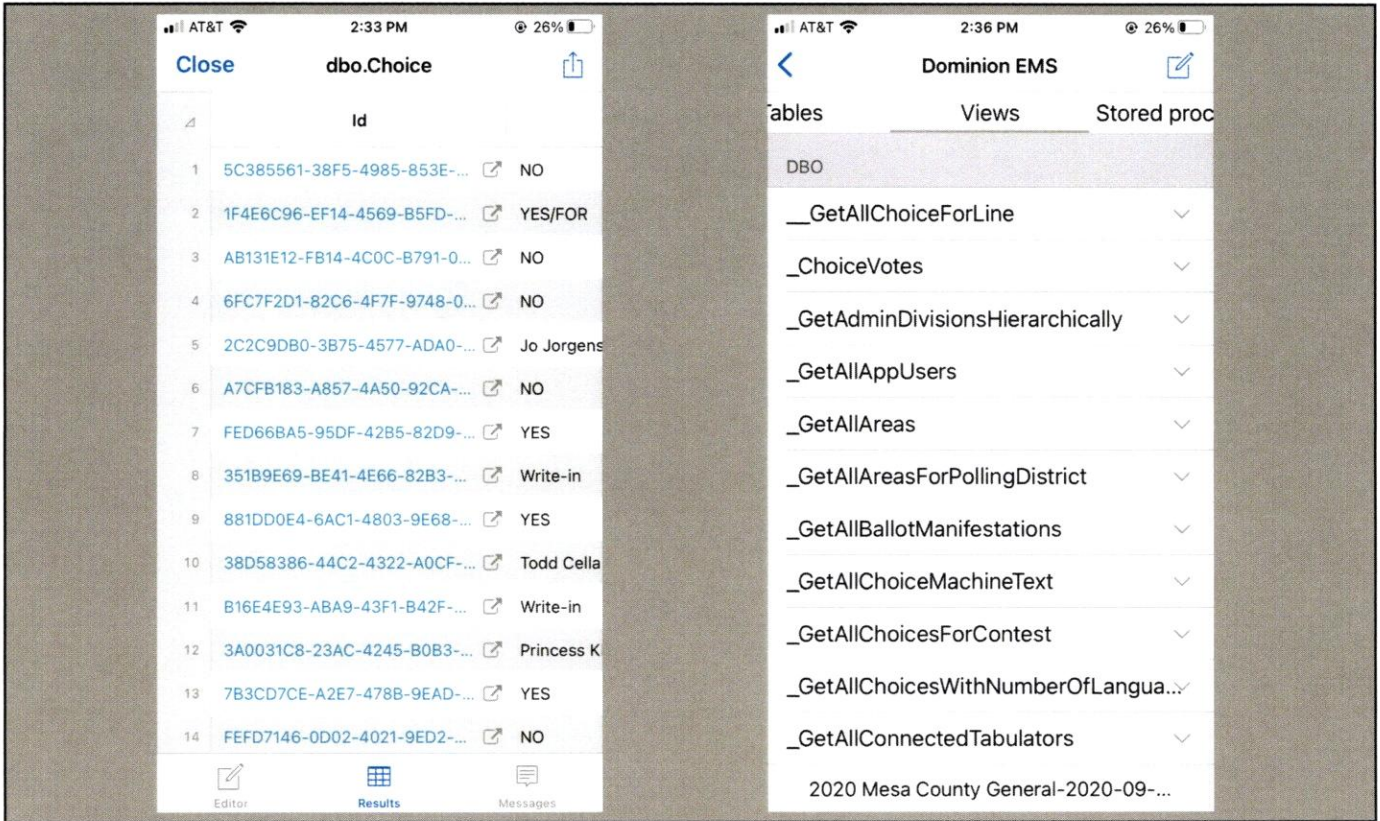 AT&T 2:33 PM 26%
Close dbo.Choice
Id
1 5C385561-38F5-4985-853E-... NO
2 1F4E6C96-EF14-4569-B5FD-... YES/FOR
3 AB131E12-FB14-4C0C-B791-0... NO
4 6FC7F2D1-82C6-4F7F-9748-0... NO
5 2C2C9DB0-3B75-4577-ADA0-... Jo Jorgens
6 A7CFB183-A857-4A50-92CA-... NO
7 FED66BA5-95DF-42B5-82D9-... YES
8 351B9E69-BE41-4E66-82B3-... Write-in
9 881DD0E4-6AC1-4803-9E68-... YES
10 38D58386-44C2-4322-A0CF-... Todd Cella
11 B16E4E93-ABA9-43F1-B42F-... Write-in
12 3A0031C8-23AC-4245-B0B3-... Princess K
13 7B3CD7CE-A2E7-478B-9EAD-... YES
14 FEFD7146-0D02-4021-9ED2-... NO
Editor Results Messages
AT&T 2:36 PM 26%
Dominion EMS
Tables Views Stored proc
DBO
__GetAllChoiceForLine
_ChoiceVotes
_GetAdminDivisionsHierarchically
_GetAllAppUsers
_GetAllAreas
_GetAllAreasForPollingDistrict
_GetAllBallotManifestations
_GetAllChoiceMachineText
_GetAllChoicesForContest
_GetAllChoicesWithNumberOfLangua...
_GetAllConnectedTabulators
2020 Mesa County General-2020-09-...